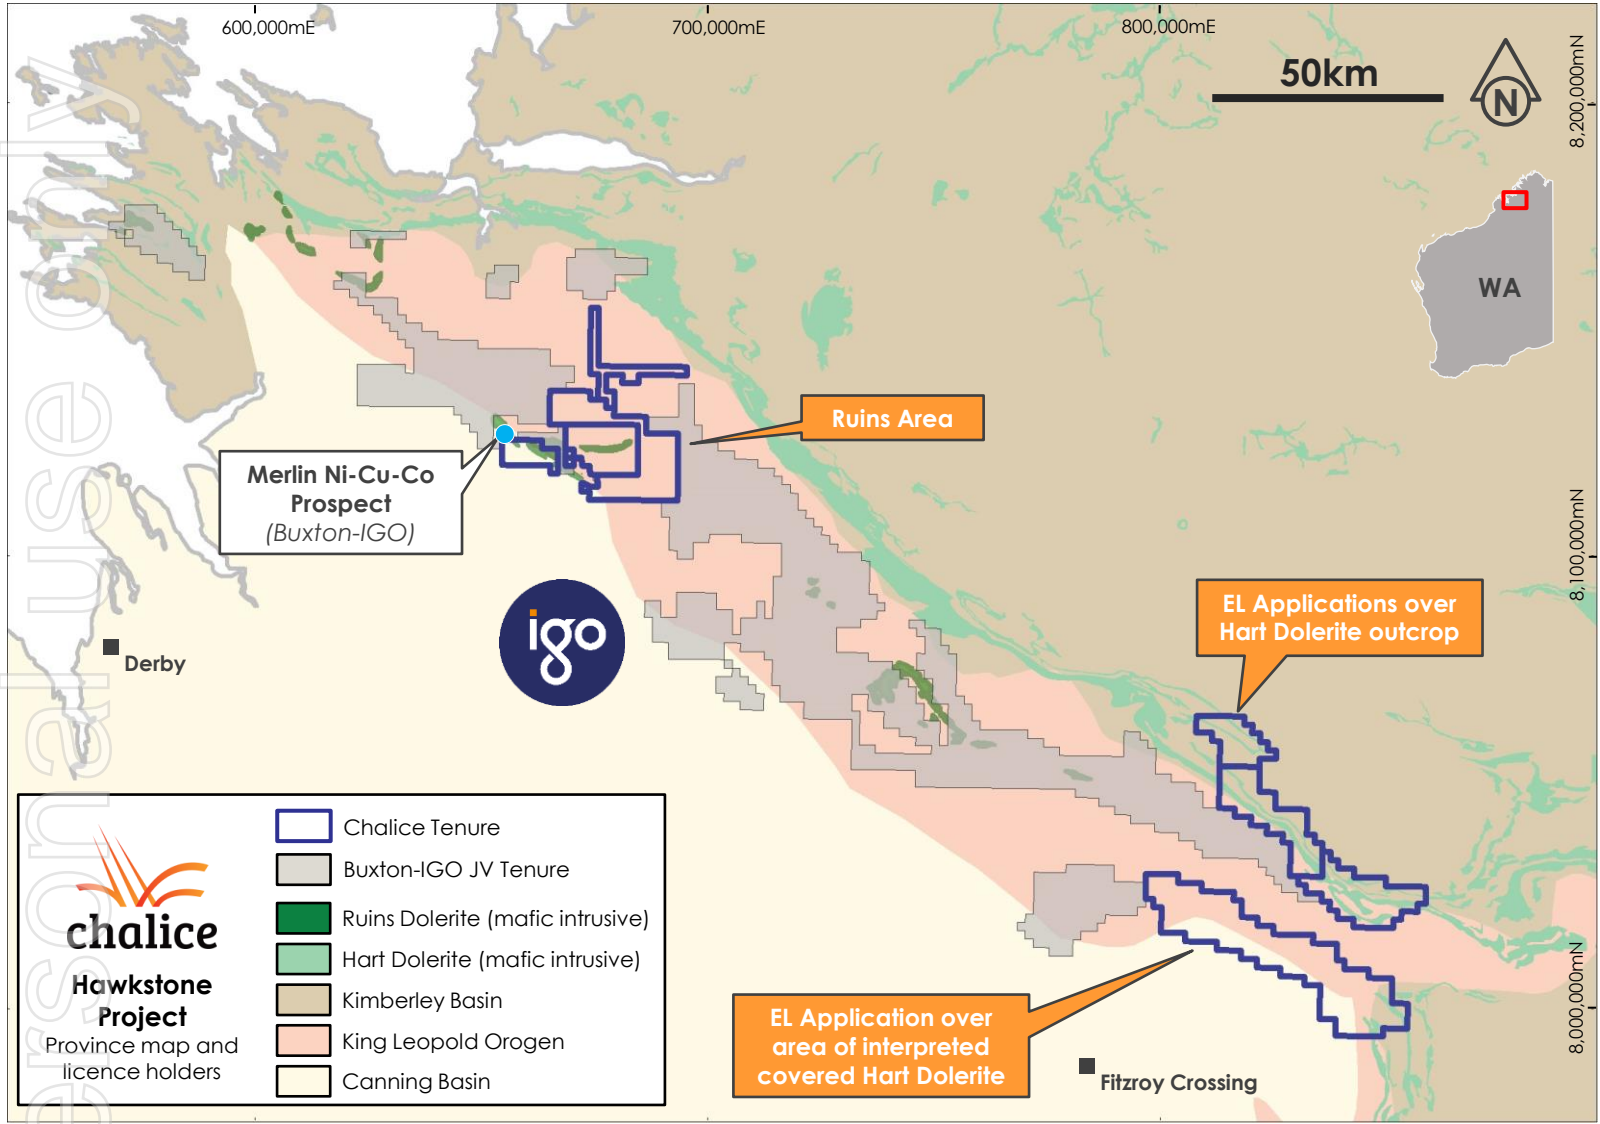 600,000mE
700,000mE
800,000mE
8,200,000mN
50km
N
WA
Ruins Area
Merlin Ni-Cu-Co
Prospect
(Buxton-IGO)
8,100,000mN
igo
EL Applications over
Hart Dolerite outcrop
Derby
chalice
Hawkstone
Project
Province map and
licence holders
Chalice Tenure
Buxton-IGO JV Tenure
Ruins Dolerite (mafic intrusive)
Hart Dolerite (mafic intrusive)
Kimberley Basin
King Leopold Orogen
Canning Basin
EL Application over
area of interpreted
covered Hart Dolerite
Fitzroy Crossing
8,000,000mN
ersonal use only